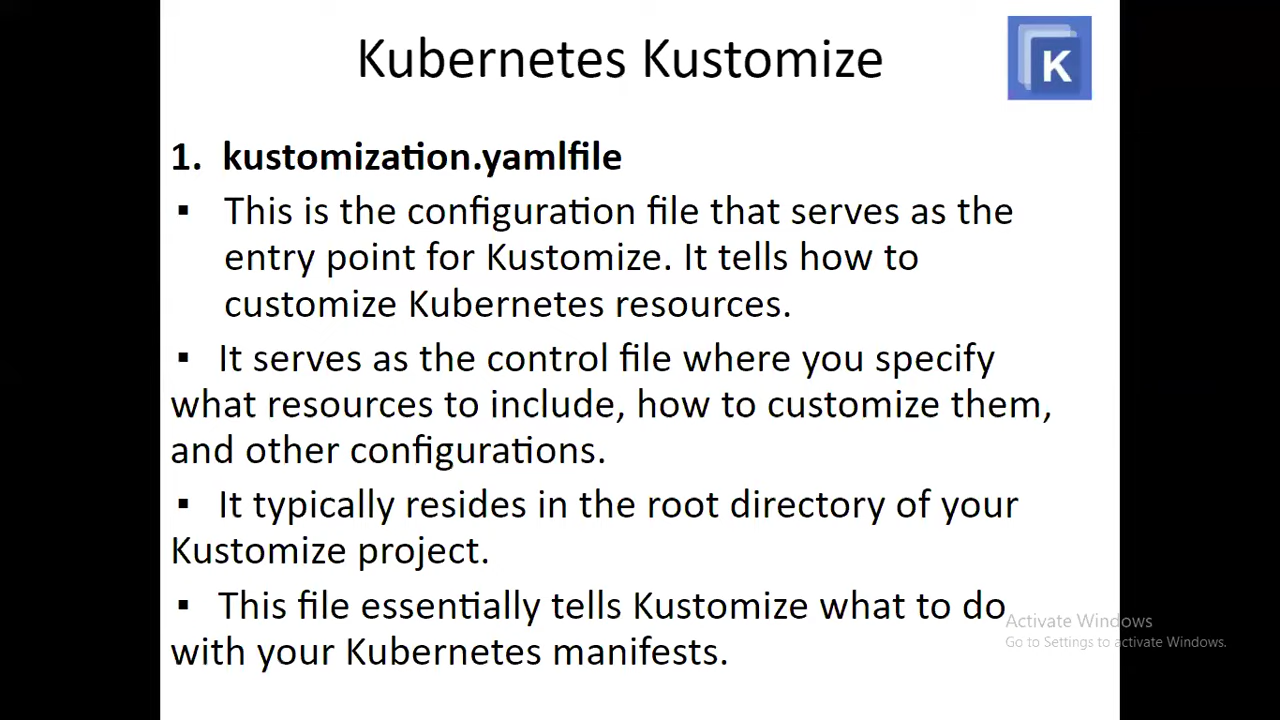 Kubernetes Kustomize
K
1. kustomization.yamlfile
▪ This is the configuration file that serves as the
entry point for Kustomize. It tells how to
customize Kubernetes resources.
▪ It serves as the control file where you specify
what resources to include, how to customize them,
and other configurations.
▪ It typically resides in the root directory of your
Kustomize project.
▪ This file essentially tells Kustomize what to do
with your Kubernetes manifests.
Activate Windows
Go to Settings to activate Windows.